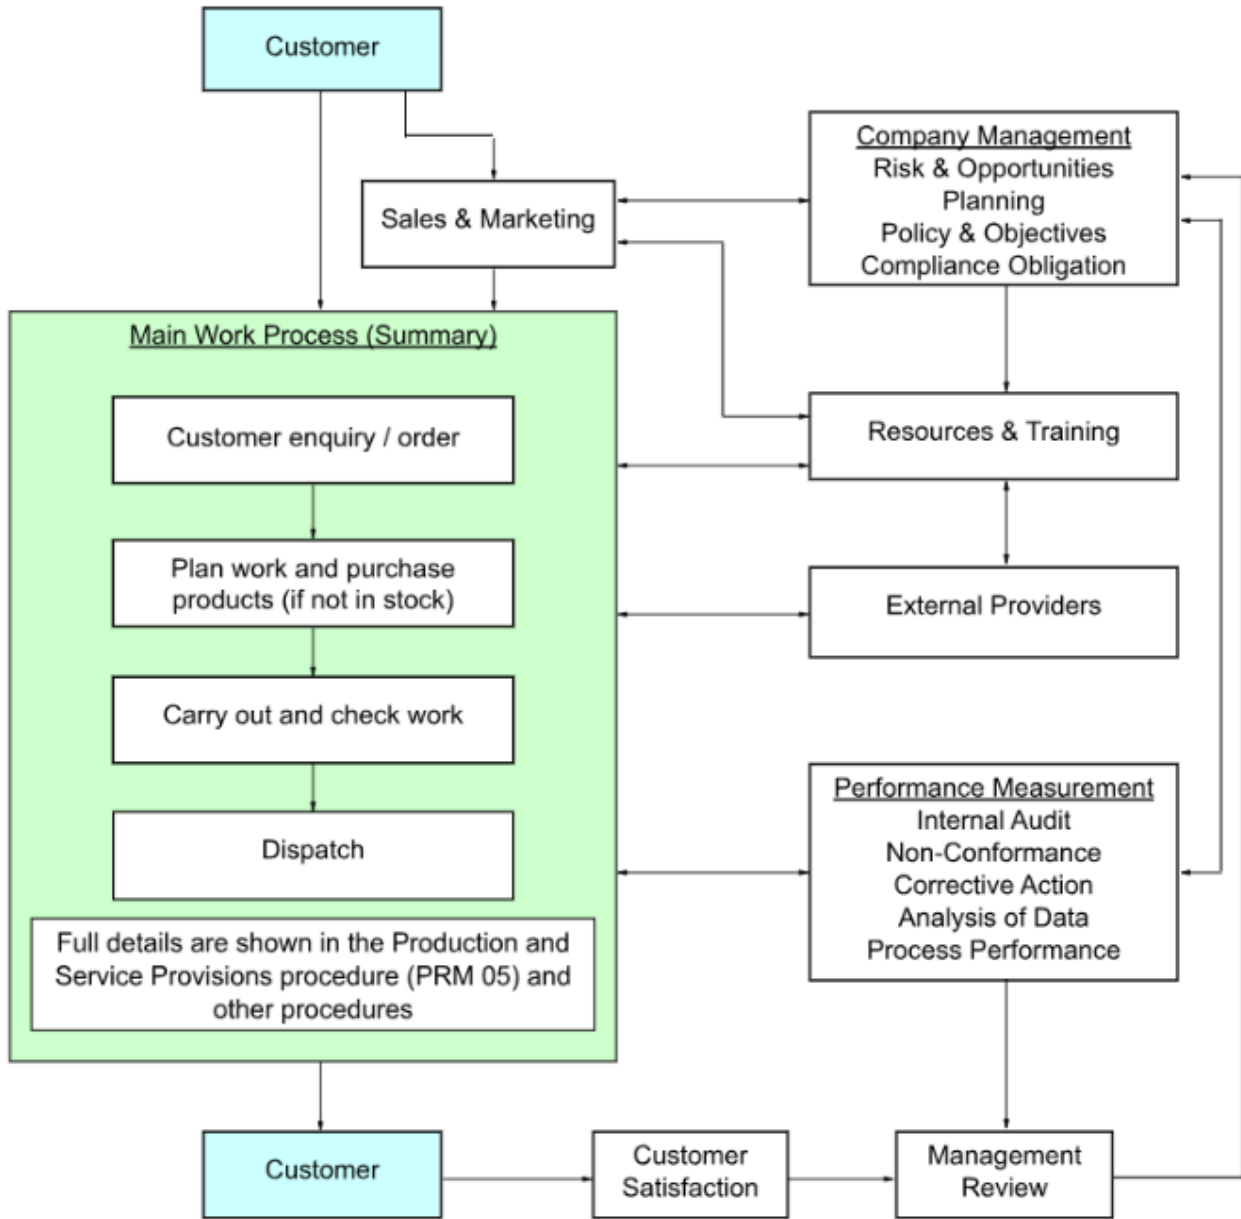 Customer
Company Management
Risk & Opportunities
Planning
Policy & Objectives
Compliance Obligation
Sales & Marketing
Main Work Process (Summary)
Customer enquiry / order
Resources & Training
Plan work and purchase
products (if not in stock)
External Providers
Carry out and check work
Performance Measurement
Internal Audit
Non-Conformance
Corrective Action
Analysis of Data
Process Performance
Dispatch
Full details are shown in the Production and
Service Provisions procedure (PRM 05) and
other procedures
Customer
Customer
Satisfaction
Management
Review